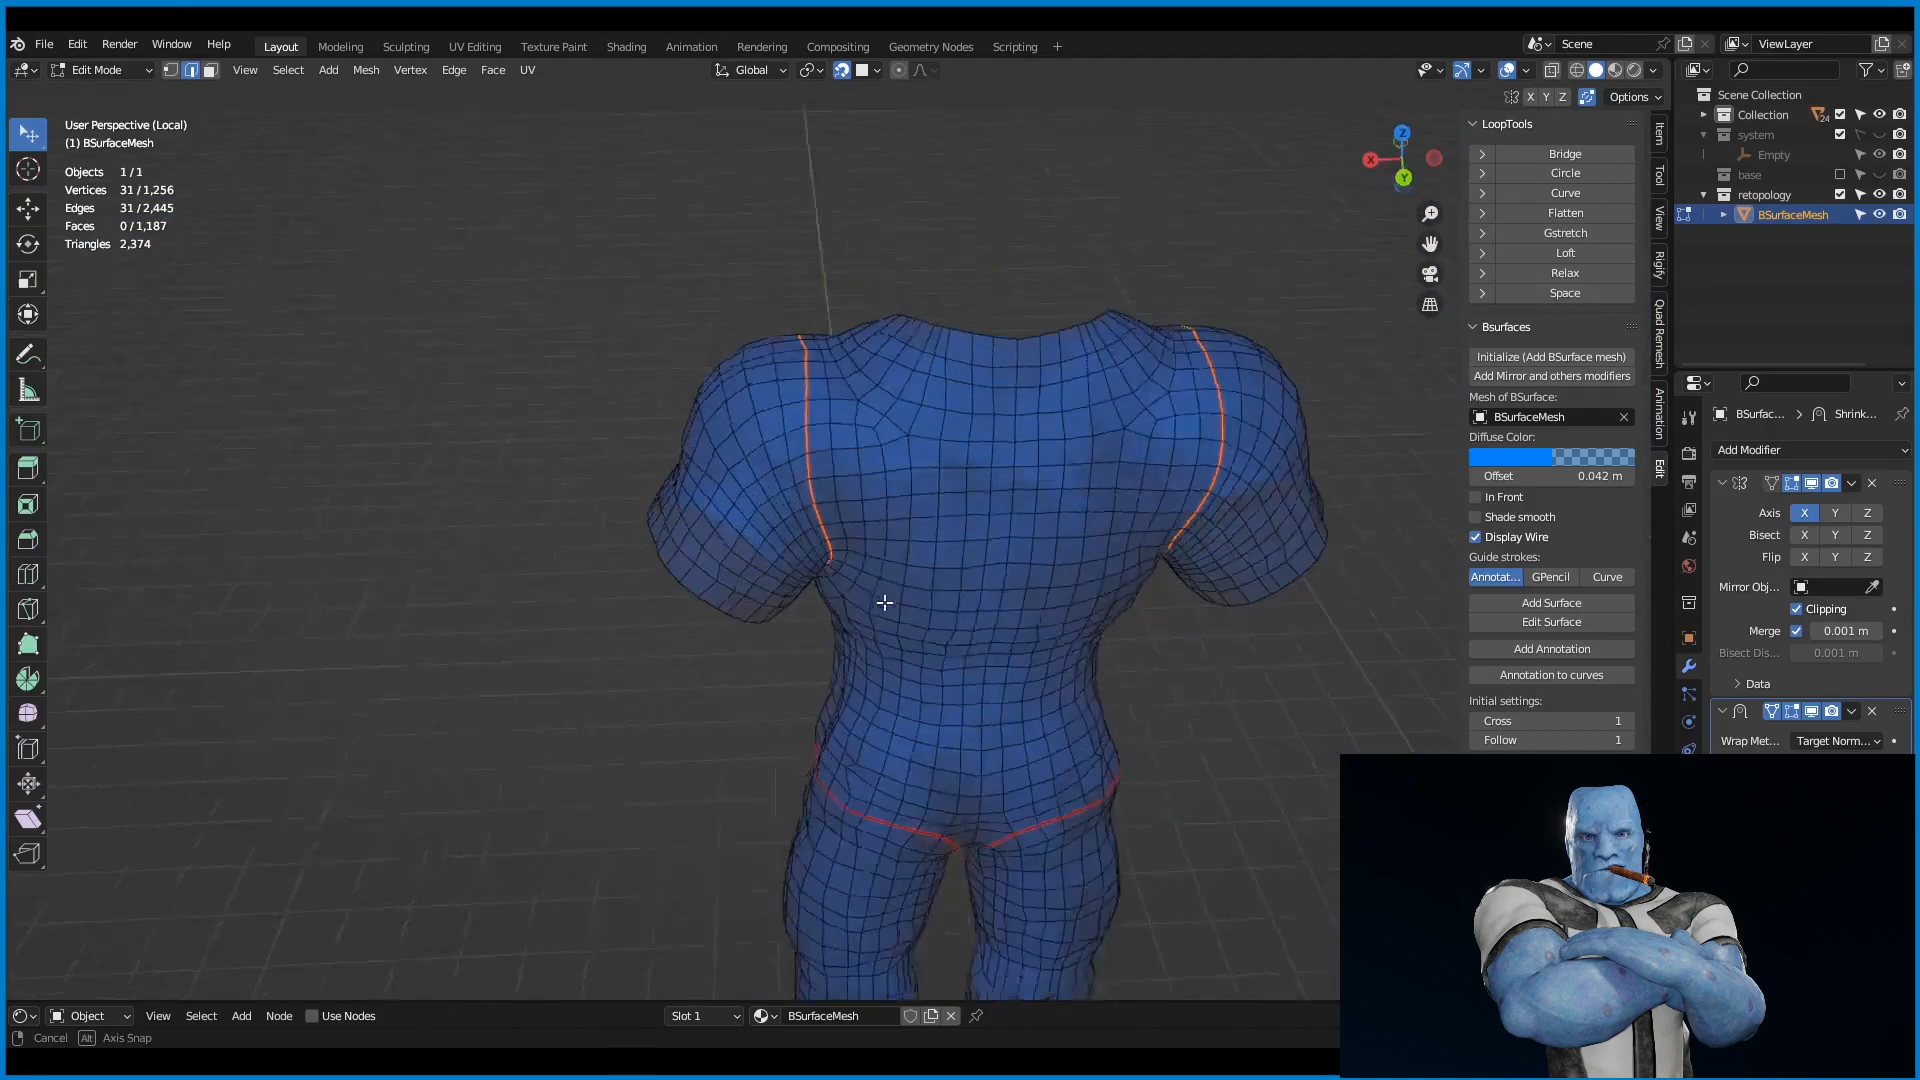 File Edit Render Window Help Layout Modeling Sculpting UV Editing Texture Paint Shading Animation Rendering Compositing Geometry Nodes Scripting + Scene ViewLayer
Edit Mode View Select Add Mesh Vertex Edge Face UV Global
X Y Z Options
User Perspective (Local)
(1) BSurfaceMesh
Objects 1 / 1
Vertices 31 / 1,256
Edges 31 / 2,445
Faces 0 / 1,187
Triangles 2,374
Z
X
Y
LoopTools
Bridge
Circle
Curve
Flatten
Gstretch
Loft
Relax
Space
Bsurfaces
Initialize (Add BSurface mesh)
Add Mirror and others modifiers
Mesh of BSurface:
BSurfaceMesh
Diffuse Color:
Offset 0.042 m
In Front
Shade smooth
Display Wire
Guide strokes:
Annotat... GPencil Curve
Add Surface
Edit Surface
Add Annotation
Annotation to curves
Initial settings:
Cross 1
Follow 1
Item
Tool
View
Rigify
Quad Remesh
Animation
Edit
Scene Collection
Collection 24
system
Empty
base
retopology
BSurfaceMesh
BSurfac... > Shrink...
Add Modifier
Axis X Y Z
Bisect X Y Z
Flip X Y Z
Mirror Obj...
Clipping
Merge 0.001 m
Bisect Dis... 0.001 m
Data
Wrap Met... Target Norm...
Object View Select Add Node Use Nodes Slot 1 BSurfaceMesh
Cancel Alt Axis Snap